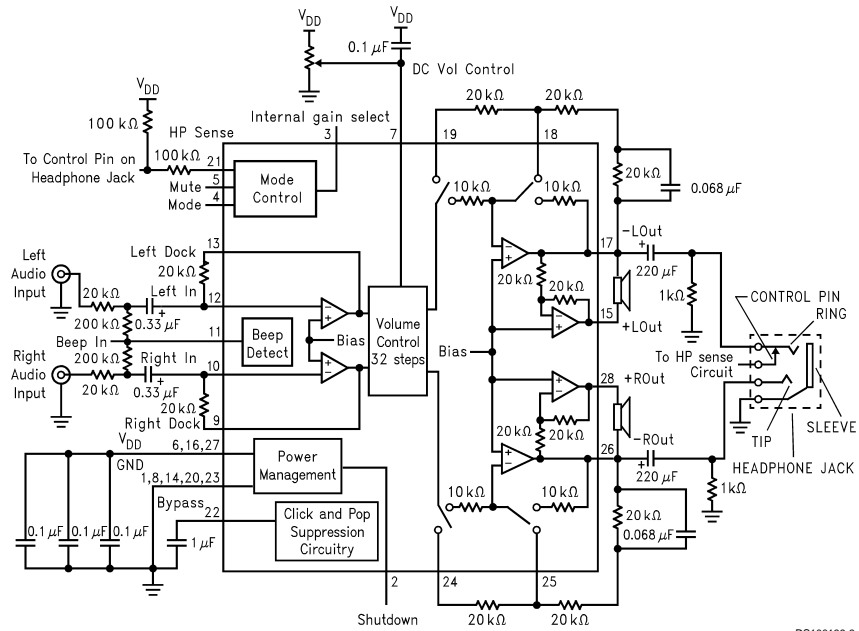 V_DD
V_DD
0.1 μF
DC Vol Control
V_DD
100 kΩ
HP Sense
Internal gain select
3
7
19
18
20 kΩ
20 kΩ
To Control Pin on
Headphone Jack
100 kΩ
21
Mute
5
Mode
4
Mode
Control
10 kΩ
10 kΩ
20 kΩ
0.068 μF
Left
Audio
Input
Left Dock
13
20 kΩ
Left In
12
20 kΩ
200 kΩ
0.33 μF
+
Beep In
11
Beep
Detect
200 kΩ
Right In
10
Right
Audio
Input
20 kΩ
0.33 μF
+
20 kΩ
9
Right Dock
−
+
Bias
+
−
Volume
Control
32 steps
Bias
−
+
20 kΩ
20 kΩ
−
+
17
−LOut
+
220 μF
1 kΩ
15
+LOut
CONTROL PIN
RING
To HP sense
Circuit
TIP
SLEEVE
HEADPHONE JACK
+
−
28
+ROut
20 kΩ
20 kΩ
+
−
26
−ROut
+
220 μF
1 kΩ
V_DD
6,16,27
GND
1,8,14,20,23
Power
Management
Bypass
22
Click and Pop
Suppression
Circuitry
0.1 μF
0.1 μF
0.1 μF
1 μF
10 kΩ
10 kΩ
20 kΩ
0.068 μF
2
24
25
Shutdown
20 kΩ
20 kΩ